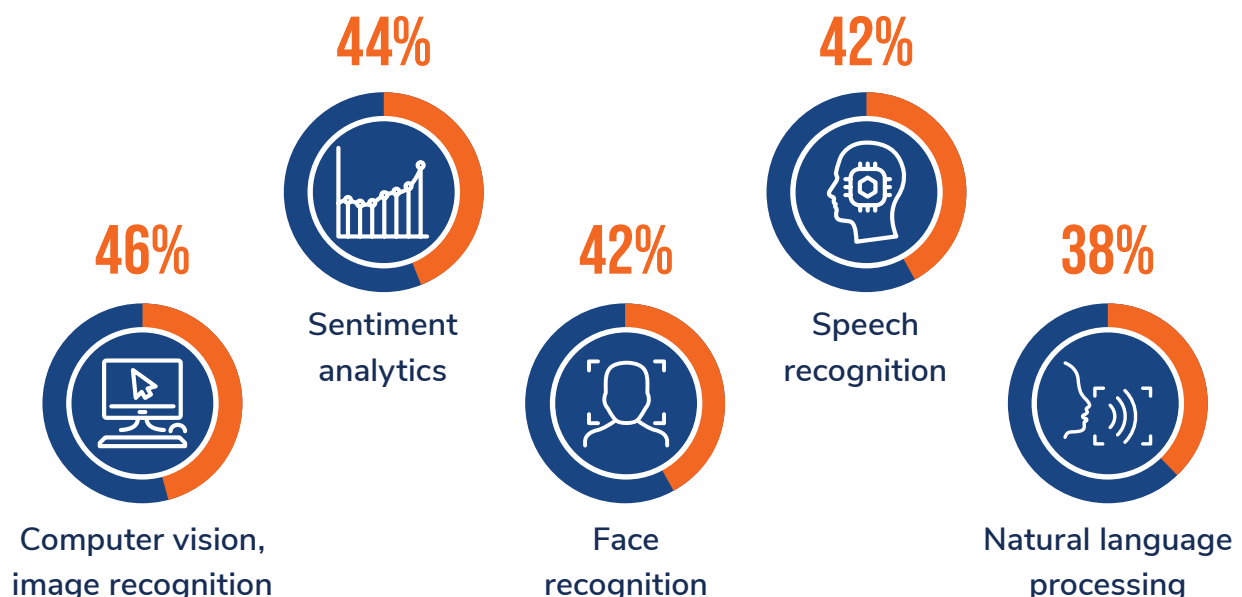 46%
Computer vision,
image recognition
44%
Sentiment
analytics
42%
Face
recognition
42%
Speech
recognition
38%
Natural language
processing